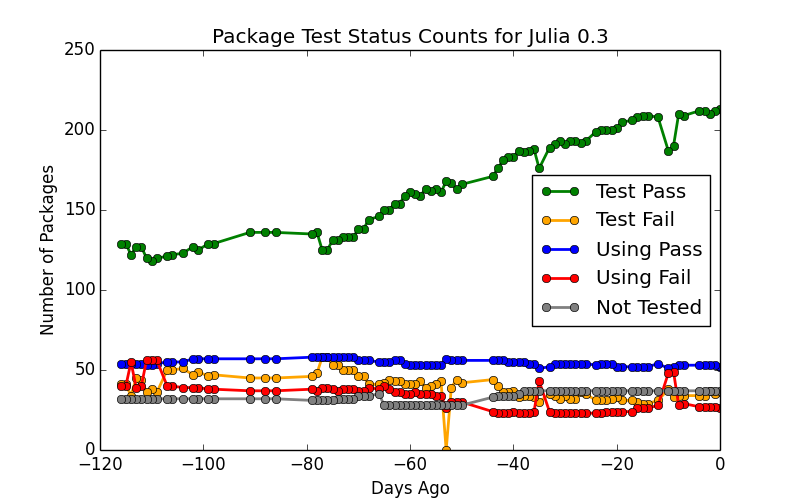 Package Test Status Counts for Julia 0.3
250
200
150
100
50
0
Number of Packages
Test Pass
Test Fail
Using Pass
Using Fail
Not Tested
−120 −100 −80 −60 −40 −20 0
Days Ago